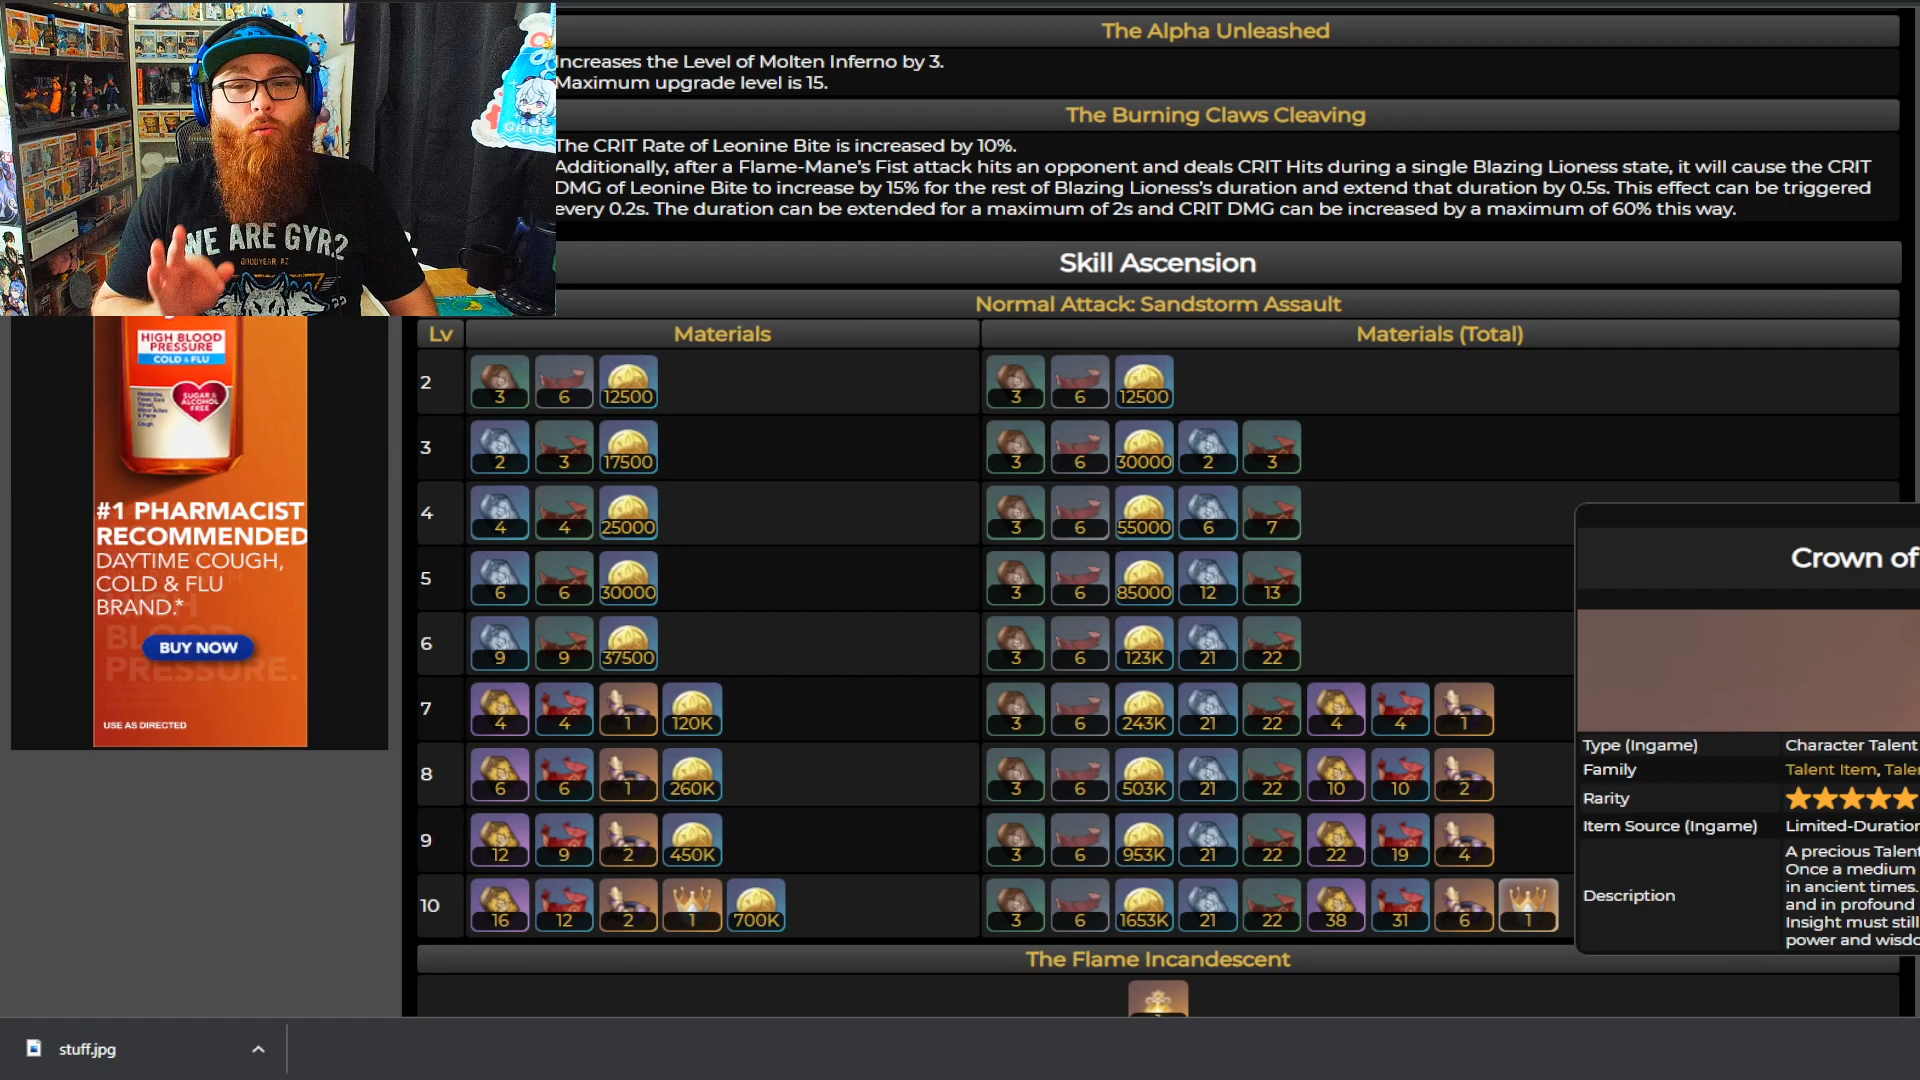 The Alpha Unleashed
Increases the Level of Molten Inferno by 3.
Maximum upgrade level is 15.
The Burning Claws Cleaving
The CRIT Rate of Leonine Bite is increased by 10%.
Additionally, after a Flame-Mane's Fist attack hits an opponent and deals CRIT Hits during a single Blazing Lioness state, it will cause the CRIT
DMG of Leonine Bite to increase by 15% for the rest of Blazing Lioness's duration and extend that duration by 0.5s. This effect can be triggered
every 0.2s. The duration can be extended for a maximum of 2s and CRIT DMG can be increased by a maximum of 60% this way.
WE ARE GYR2
GOODYEAR AZ
Skill Ascension
Normal Attack: Sandstorm Assault
Lv Materials Materials (Total)
2 3 6 12500 3 6 12500
3 2 3 17500 3 6 30000 2 3
4 4 4 25000 3 6 55000 6 7
5 6 6 30000 3 6 85000 12 13
6 9 9 37500 3 6 123K 21 22
7 4 4 1 120K 3 6 243K 21 22 4 4 1
8 6 6 1 260K 3 6 503K 21 22 10 10 2
9 12 9 2 450K 3 6 953K 21 22 22 19 4
10 16 12 2 1 700K 3 6 1653K 21 22 38 31 6 1
The Flame Incandescent
HIGH BLOOD
PRESSURE
COLD & FLU
SUGAR &
ALCOHOL
FREE
#1 PHARMACIST
RECOMMENDED
DAYTIME COUGH,
COLD & FLU
BRAND.*
BLOOD
PRESSURE.
BUY NOW
USE AS DIRECTED
Crown of
Type (Ingame) Character Talent
Family Talent Item, Taler
Rarity
Item Source (Ingame) Limited-Duration
Description
A precious Talent
Once a medium
in ancient times.
and in profound
Insight must still
power and wisdo
stuff.jpg